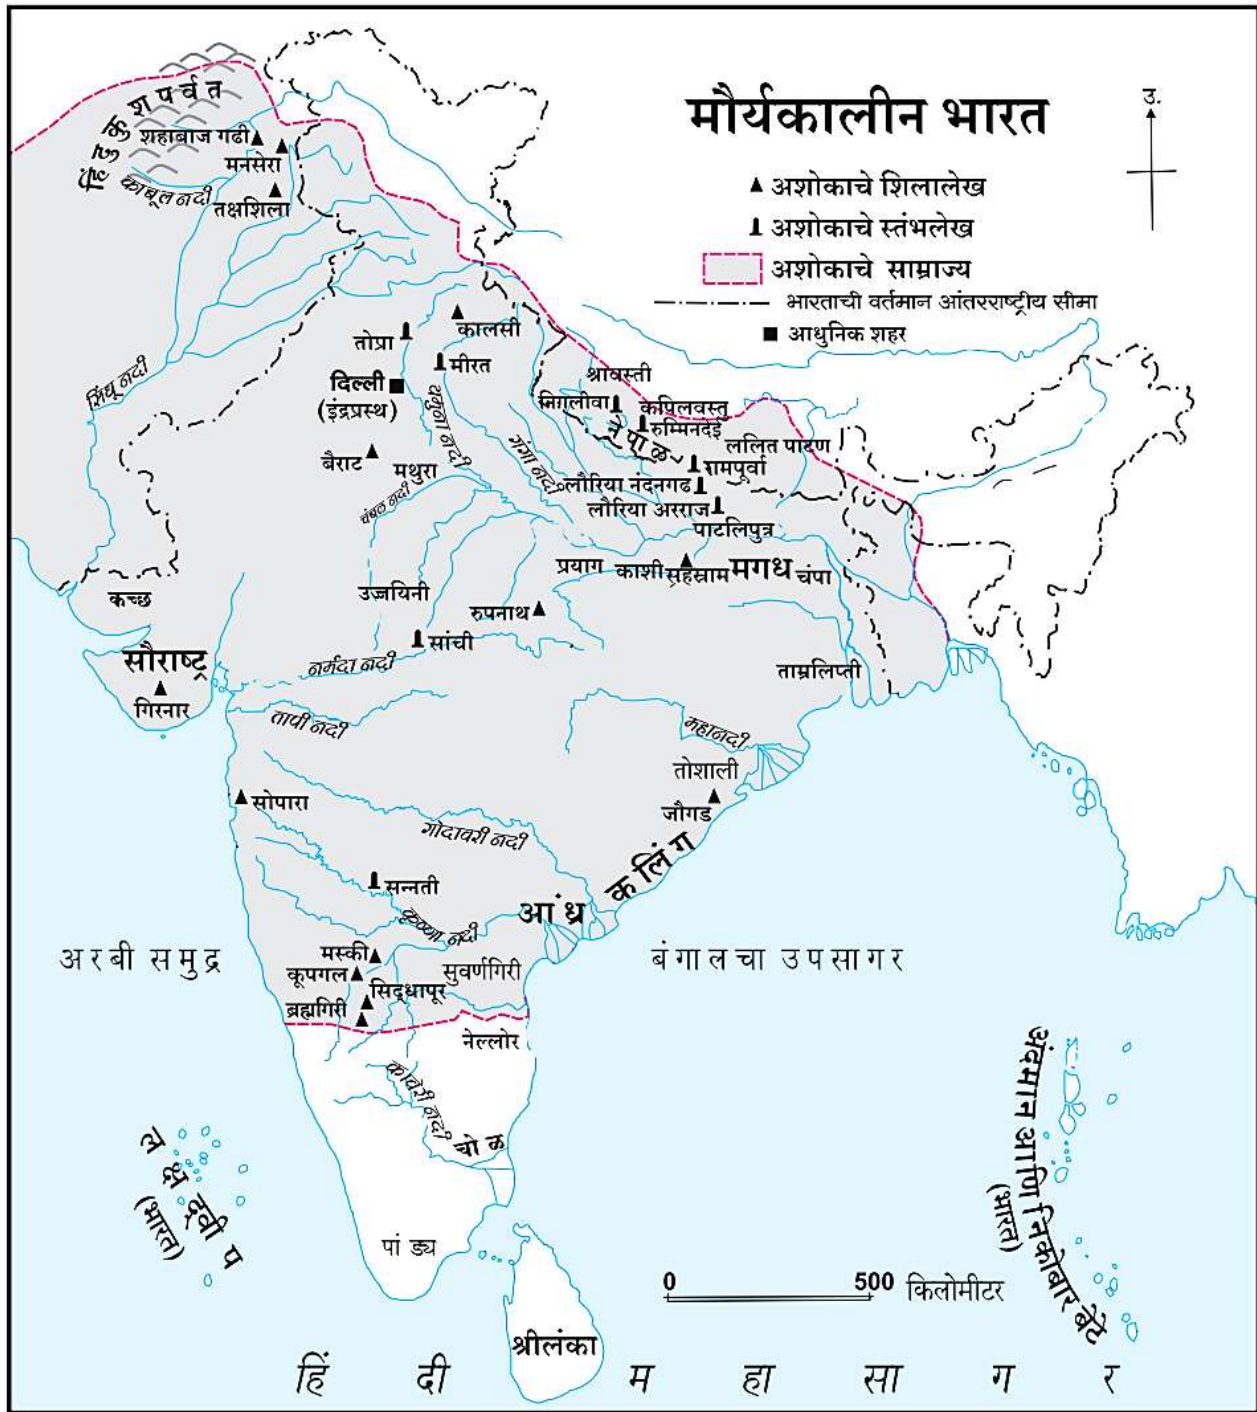 मौर्यकालीन भारत
उ.
▲ अशोकाचे शिलालेख
अशोकाचे स्तंभलेख
अशोकाचे साम्राज्य
भारताची वर्तमान आंतरराष्ट्रीय सीमा
■ आधुनिक शहर
हिंदुकुश पर्वत
शहाबाज गढी
मनसेरा
काबूल नदी
तक्षशिला
सिंधू नदी
तोप्रा
कालसी
मीरत
दिल्ली
(इंद्रप्रस्थ)
यमुना नदी
गंगा नदी
श्रावस्ती
निगलीवा
कपिलवस्तु
रुम्मिनदेई
नेपाळ
ललित पाटण
रामपूर्वा
बैराट
मथुरा
चंबळ नदी
लौरिया नंदनगढ
लौरिया अरराज
पाटलिपुत्र
प्रयाग
काशी
सहस्राम
मगध
चंपा
कच्छ
उज्जयिनी
रुपनाथ
सांची
सौराष्ट्र
गिरनार
नर्मदा नदी
ताम्रलिप्ती
तापी नदी
महानदी
तोशाली
जौगड
सोपारा
गोदावरी नदी
कलिंग
सन्नती
आंध्र
कृष्णा नदी
अरबी समुद्र
बंगालचा उपसागर
मस्की
कूपगल
सुवर्णगिरी
सिद्धापूर
ब्रह्मगिरी
नेल्लोर
कावेरी नदी
चोळ
लक्षद्वीप
(भारत)
अंदमान आणि निकोबार बेटे
(भारत)
पांड्य
0 500 किलोमीटर
श्रीलंका
हिंदी महासागर